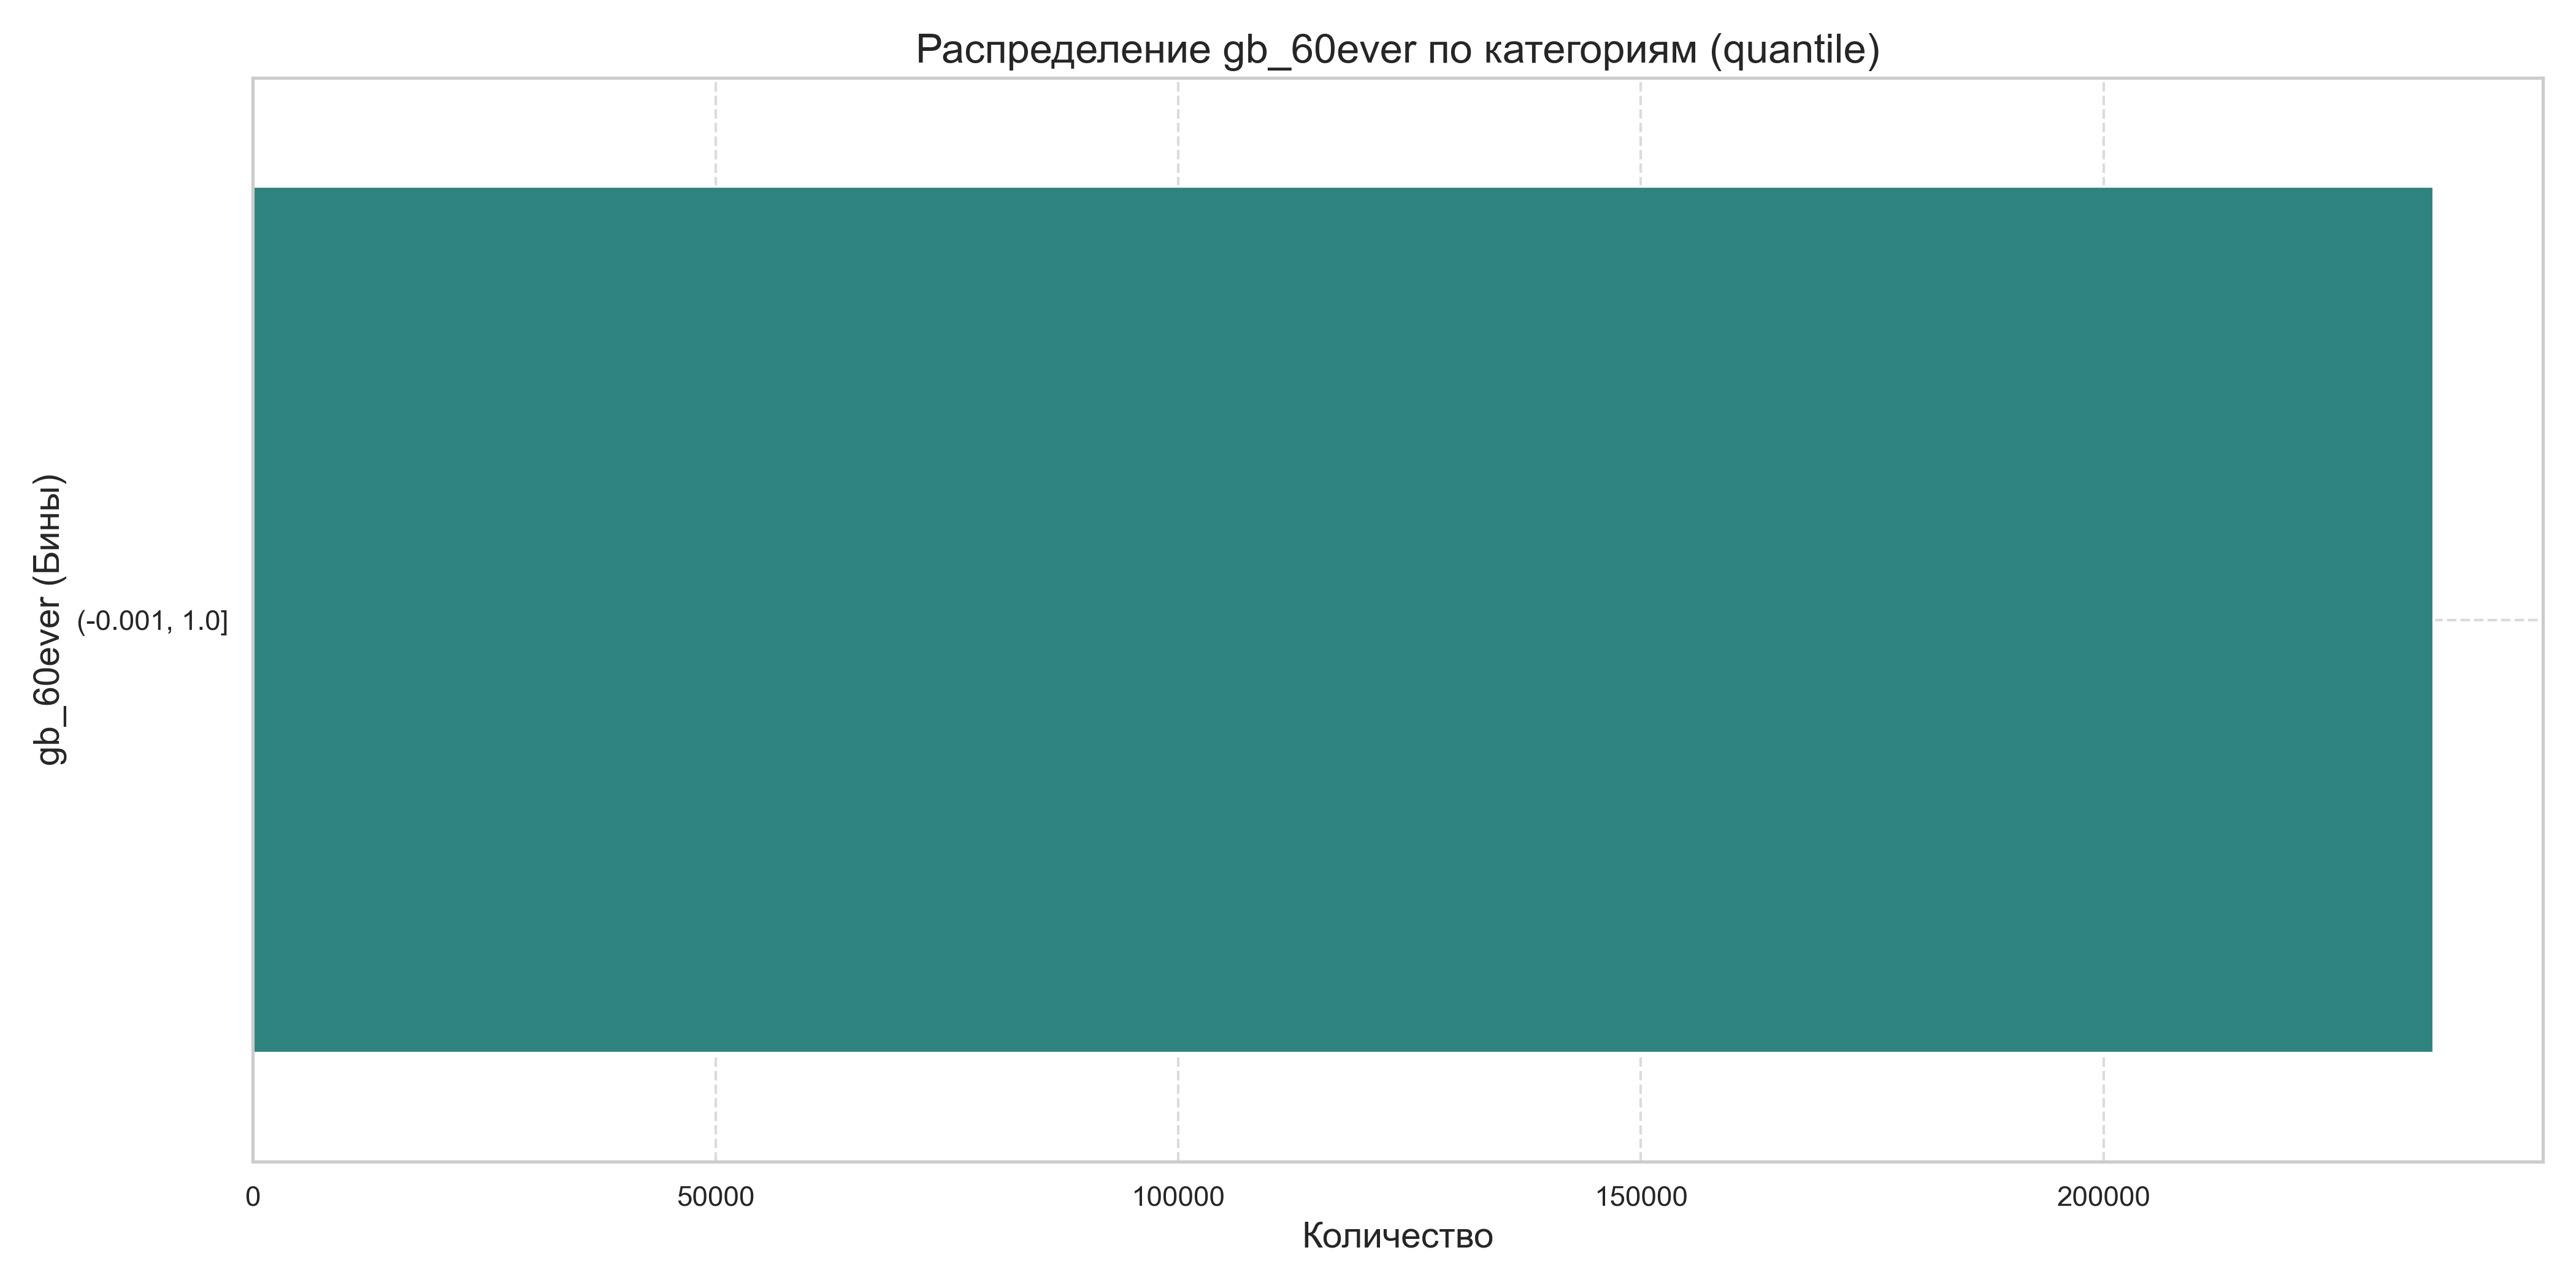 Распределение gb_60ever по категориям (quantile)
gb_60ever (Бины)
(-0.001, 1.0]
0
50000
100000
150000
200000
Количество